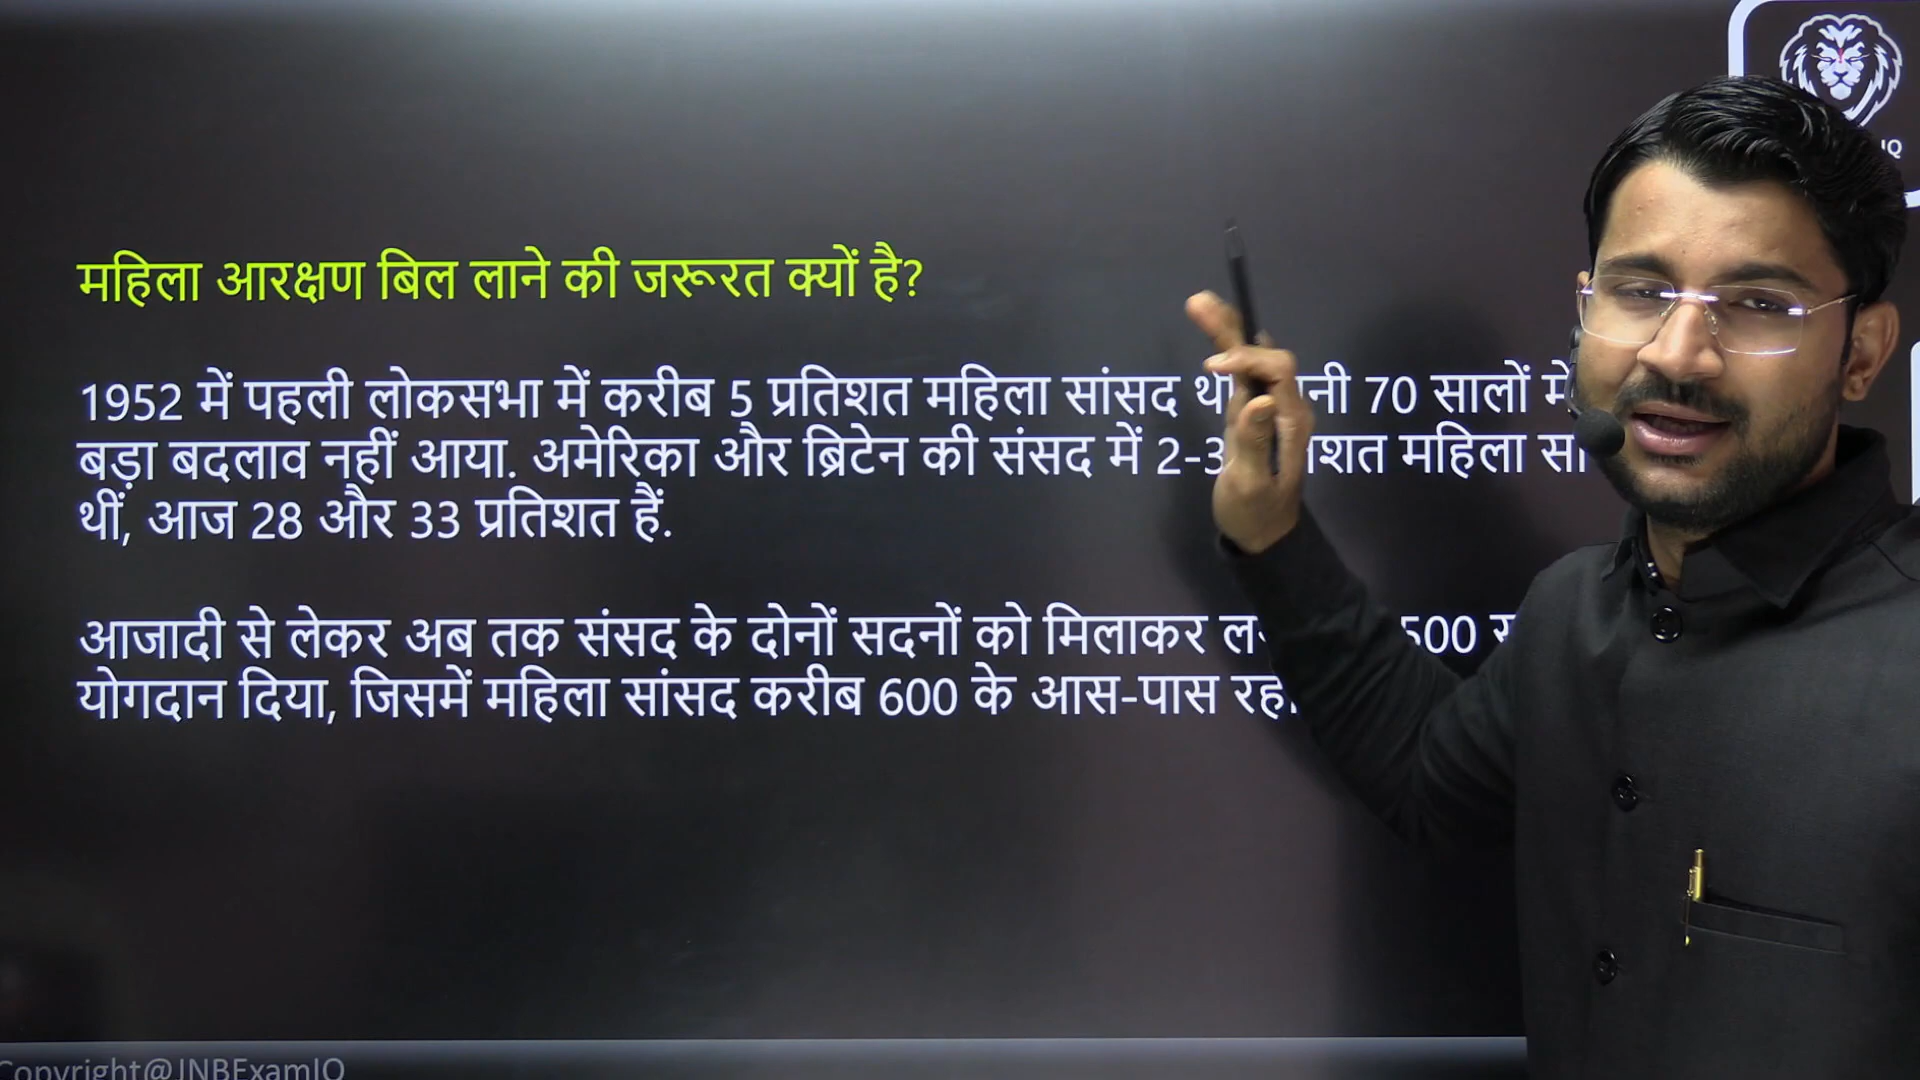 महिला आरक्षण बिल लाने की जरूरत क्यों है?
1952 में पहली लोकसभा में करीब 5 प्रतिशत महिला सांसद 70 सालों में
बड़ा बदलाव नहीं आया. अमेरिका और ब्रिटेन की संसद में 2-3 महिला
थीं, आज 28 और 33 प्रतिशत हैं.
आजादी से लेकर अब तक संसद के दोनों सदनों को मिलाकर
योगदान दिया, जिसमें महिला सांसद करीब 600 के आस-पास
Copyright@JNBExamIQ